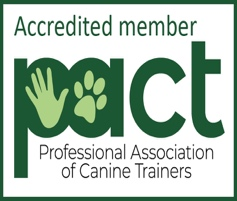 Accredited member
pact
Professional Association
of Canine Trainers